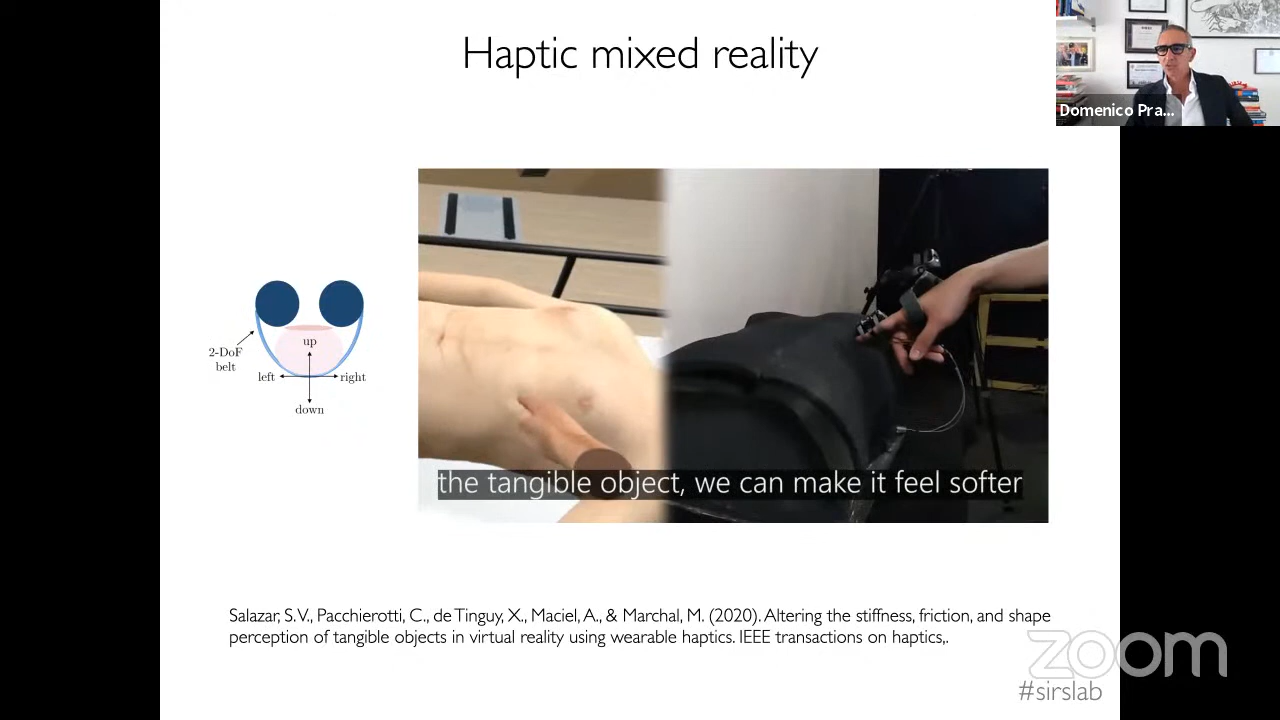 Haptic mixed reality
Domenico Pra...
2-DoF
belt
up
left
right
down
the tangible object, we can make it feel softer
Salazar, S.V., Pacchierotti, C., de Tinguy, X., Maciel, A., & Marchal, M. (2020). Altering the stiffness, friction, and shape
perception of tangible objects in virtual reality using wearable haptics. IEEE transactions on haptics,.
zoom
#sirslab